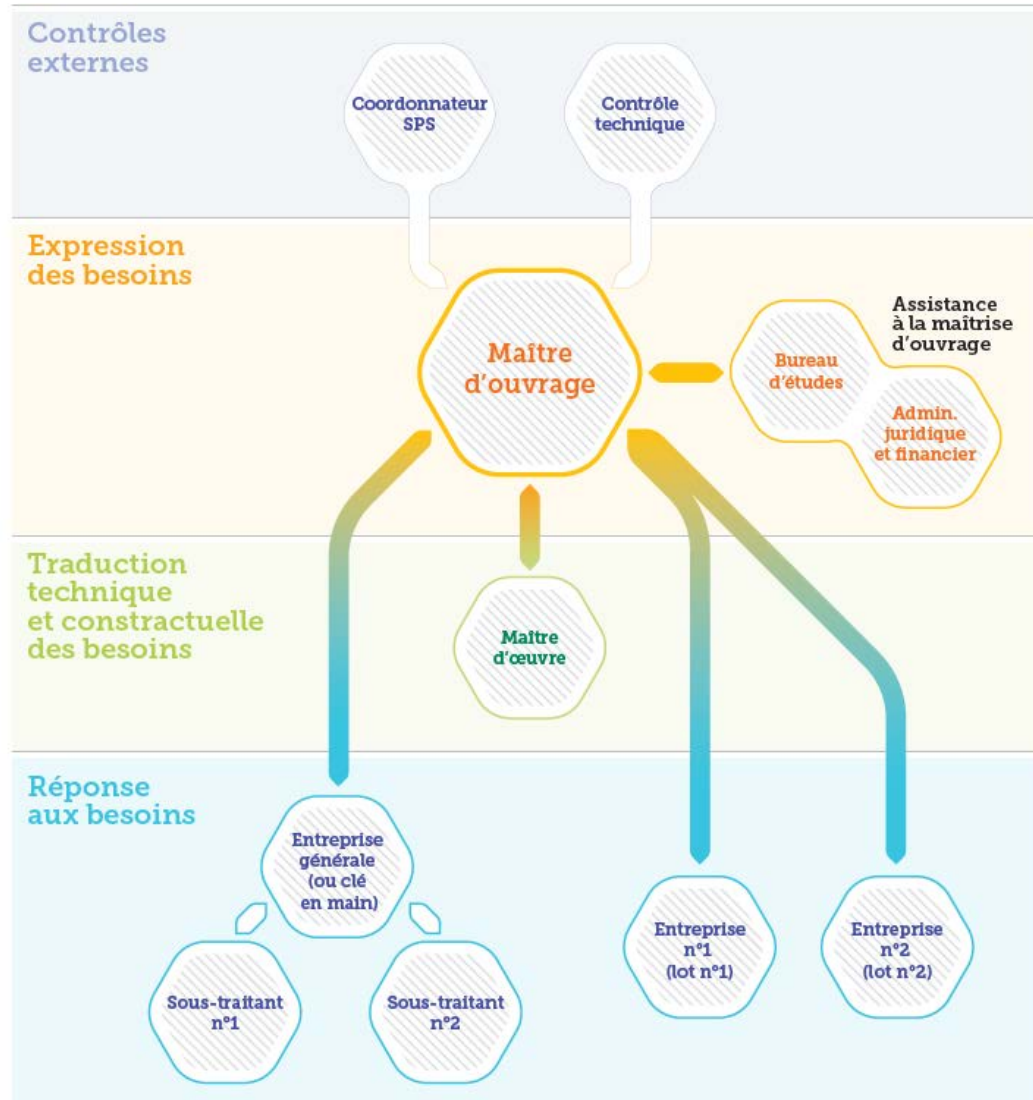 Contrôles
externes
Coordonnateur
SPS
Contrôle
technique
Expression
des besoins
Maître
d'ouvrage
Assistance
à la maîtrise
d'ouvrage
Bureau
d'études
Admin.
juridique
et financier
Traduction
technique
et constractuelle
des besoins
Maître
d'œuvre
Réponse
aux besoins
Entreprise
générale
(ou clé
en main)
Sous-traitant
n°1
Sous-traitant
n°2
Entreprise
n°1
(lot n°1)
Entreprise
n°2
(lot n°2)